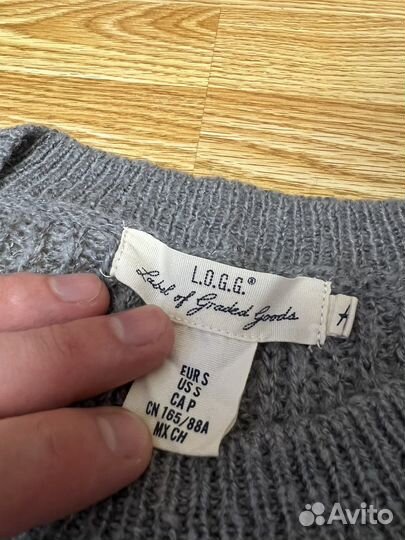 L.O.G.G.®
Label of Graded Goods
EUR S
US S
CA P
CN 165/88A
MX CH
Avito